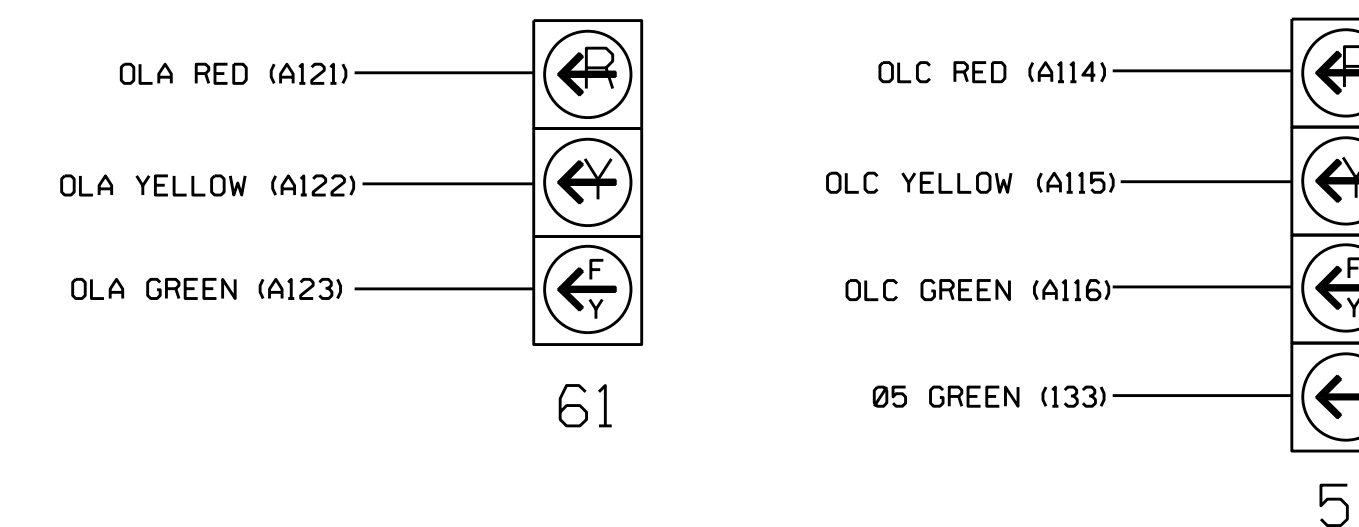 OLA RED (A121)
R
OLA YELLOW (A122)
Y
OLA GREEN (A123)
F
Y
61
OLC RED (A114)
OLC YELLOW (A115)
OLC GREEN (A116)
F
Y
Ø5 GREEN (133)
5